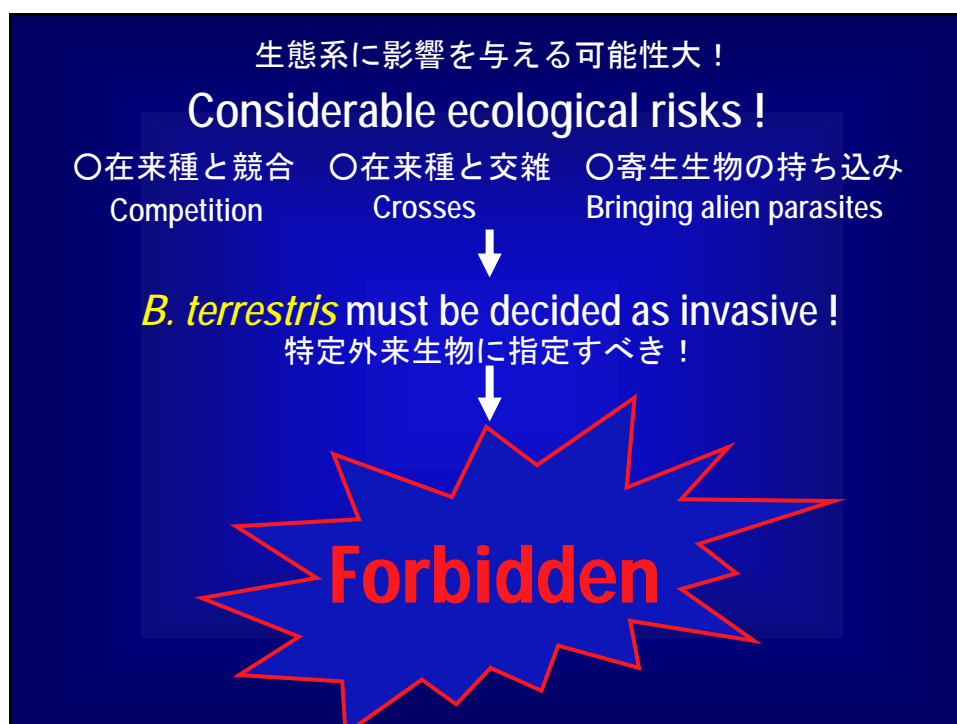 生態系に影響を与える可能性大！
Considerable ecological risks !
〇在来種と競合 〇在来種と交雑 〇寄生生物の持ち込み
Competition Crosses Bringing alien parasites
B. terrestris must be decided as invasive !
特定外来生物に指定すべき！
Forbidden